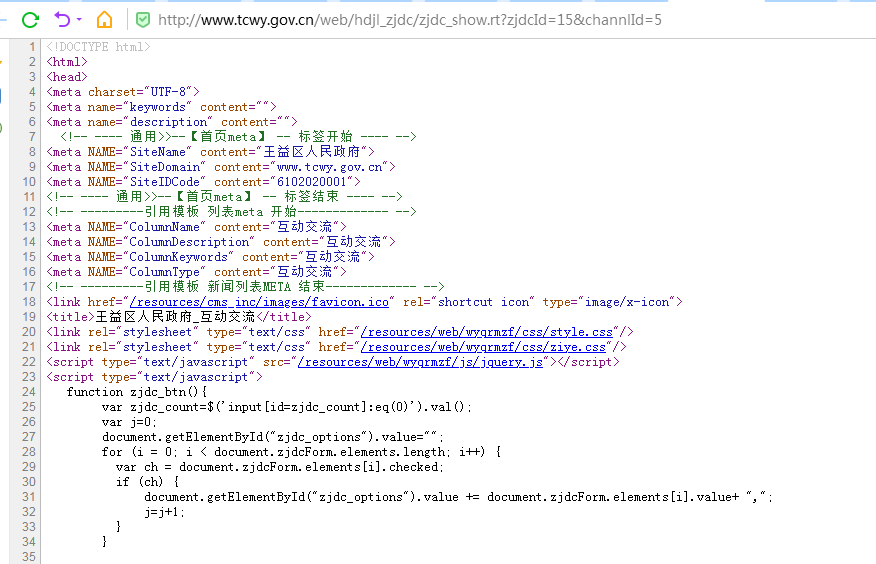 http://www.tcwy.gov.cn/web/hdjl_zjdc/zjdc_show.rt?zjdcId=15&channlId=5
1 <!DOCTYPE html>
2 <html>
3 <head>
4 <meta charset="UTF-8">
5 <meta name="keywords" content="">
6 <meta name="description" content="">
7 <!-- ---- 通用>>--【首页meta】 -- 标签开始 ---- -->
8 <meta NAME="SiteName" content="王益区人民政府">
9 <meta NAME="SiteDomain" content="www.tcwy.gov.cn">
10 <meta NAME="SiteIDCode" content="6102020001">
11 <!-- ---- 通用>>--【首页meta】 -- 标签结束 ---- -->
12 <!-- ---------引用模板 列表meta 开始------------- -->
13 <meta NAME="ColumnName" content="互动交流">
14 <meta NAME="ColumnDescription" content="互动交流">
15 <meta NAME="ColumnKeywords" content="互动交流">
16 <meta NAME="ColumnType" content="互动交流">
17 <!-- ---------引用模板 新闻列表META 结束------------- -->
18 <link href="/resources/cms_inc/images/favicon.ico" rel="shortcut icon" type="image/x-icon">
19 <title>王益区人民政府_互动交流</title>
20 <link rel="stylesheet" type="text/css" href="/resources/web/wyqrmzf/css/style.css"/>
21 <link rel="stylesheet" type="text/css" href="/resources/web/wyqrmzf/css/ziye.css"/>
22 <script type="text/javascript" src="/resources/web/wyqrmzf/js/jquery.js"></script>
23 <script type="text/javascript">
24 function zjdc_btn(){
25 var zjdc_count=$('input[id=zjdc_count]:eq(0)').val();
26 var j=0;
27 document.getElementById("zjdc_options").value="";
28 for (i = 0; i < document.zjdcForm.elements.length; i++) {
29 var ch = document.zjdcForm.elements[i].checked;
30 if (ch) {
31 document.getElementById("zjdc_options").value += document.zjdcForm.elements[i].value+ ",";
32 j=j+1;
33 }
34 }
35